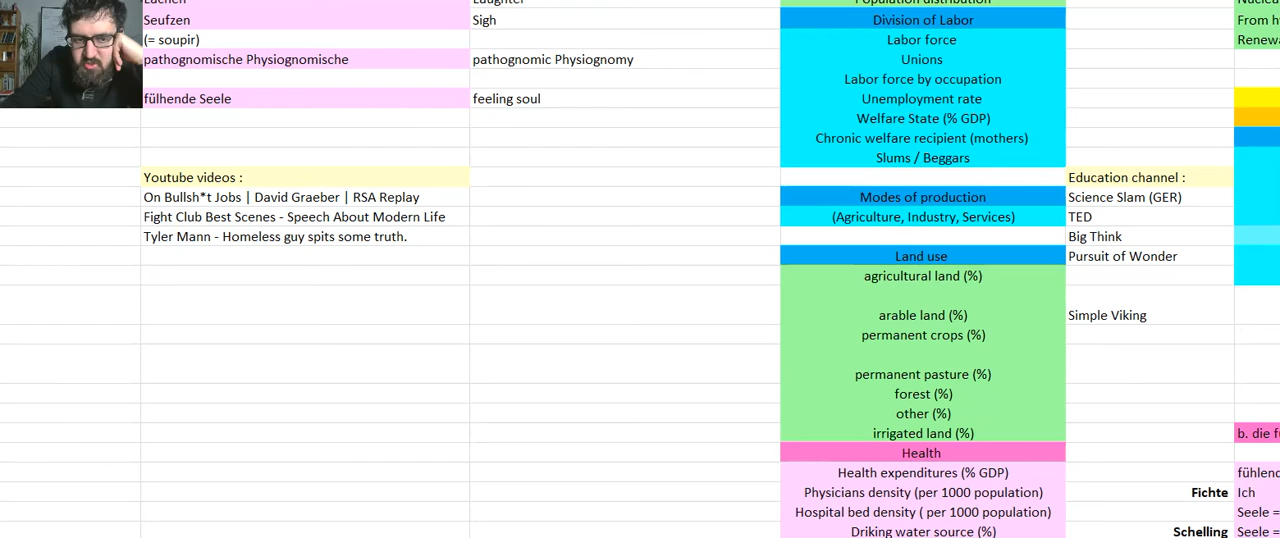 Population distribution
Seufzen Sigh Division of Labor From
(= soupir) Labor force
pathognomische Physiognomische pathognomic Physiognomy Unions
Labor force by occupation
fülhende Seele feeling soul Unemployment rate
Welfare State (% GDP)
Chronic welfare recipient (mothers)
Slums / Beggars
Youtube videos : Education channel :
On Bullsh*t Jobs | David Graeber | RSA Replay Modes of production Science Slam (GER)
Fight Club Best Scenes - Speech About Modern Life (Agriculture, Industry, Services) TED
Tyler Mann - Homeless guy spits some truth. Big Think
Land use Pursuit of Wonder
agricultural land (%)
arable land (%) Simple Viking
permanent crops (%)
permanent pasture (%)
forest (%)
other (%)
irrigated land (%) b. die
Health
Health expenditures (% GDP)
Physicians density (per 1000 population) Fichte Ich
Hospital bed density ( per 1000 population) Seele =
Driking water source (%) Schelling Seele =